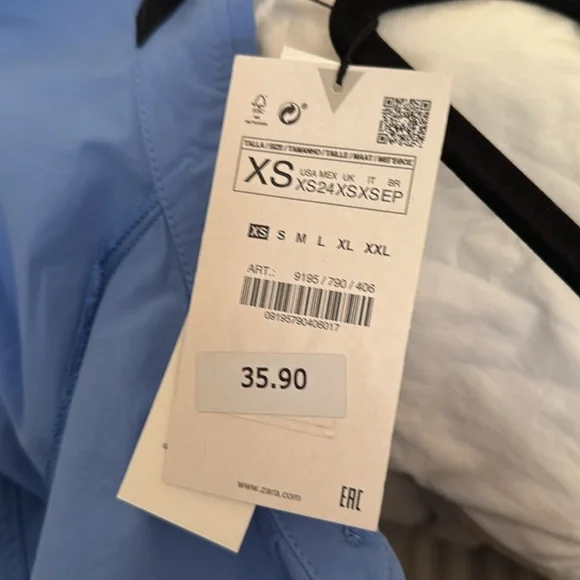 TALLA / SIZE / TAMANHO / TAILLE / MAAT / MEГЕБОС
XS
USA MEX UK IT BR
XS 24 XS XS EP
XS S M L XL XXL
ART.: 9195 / 790 / 406
09195790406017
35.90
www.zara.com
EAC